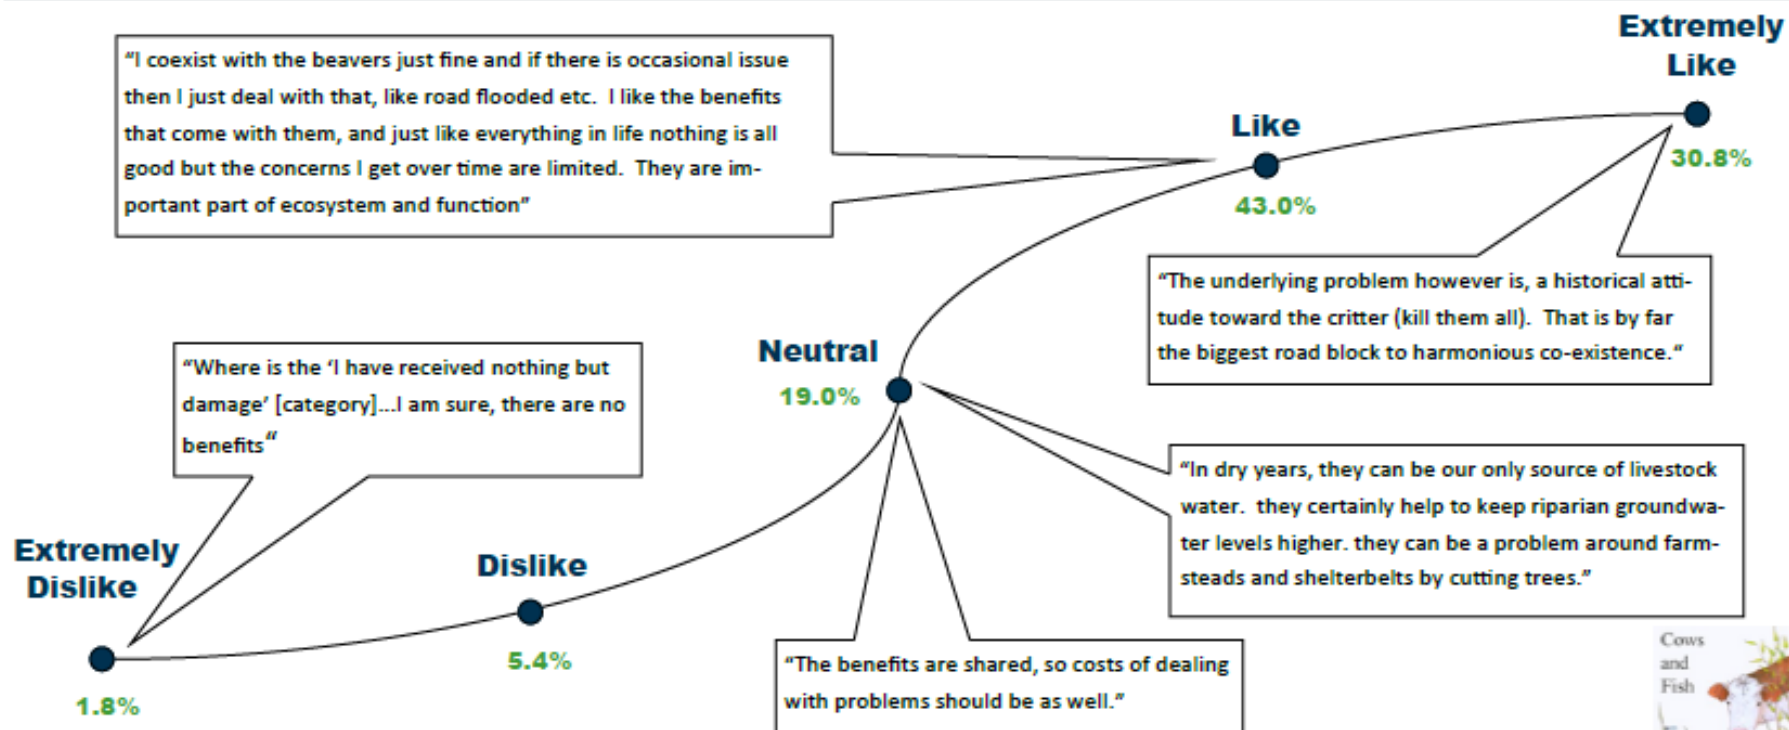 Extremely
Like
30.8%
“I coexist with the beavers just fine and if there is occasional issue
then I just deal with that, like road flooded etc.  I like the benefits
that come with them, and just like everything in life nothing is all
good but the concerns I get over time are limited.  They are im-
portant part of ecosystem and function”
Like
43.0%
“The underlying problem however is, a historical atti-
tude toward the critter (kill them all).  That is by far
the biggest road block to harmonious co-existence.“
Neutral
19.0%
“Where is the ‘I have received nothing but
damage’ [category]...I am sure, there are no
benefits“
“In dry years, they can be our only source of livestock
water.  they certainly help to keep riparian groundwa-
ter levels higher. they can be a problem around farm-
steads and shelterbelts by cutting trees.”
Extremely
Dislike
1.8%
Dislike
5.4%
“The benefits are shared, so costs of dealing
with problems should be as well.”
Cows
and
Fish